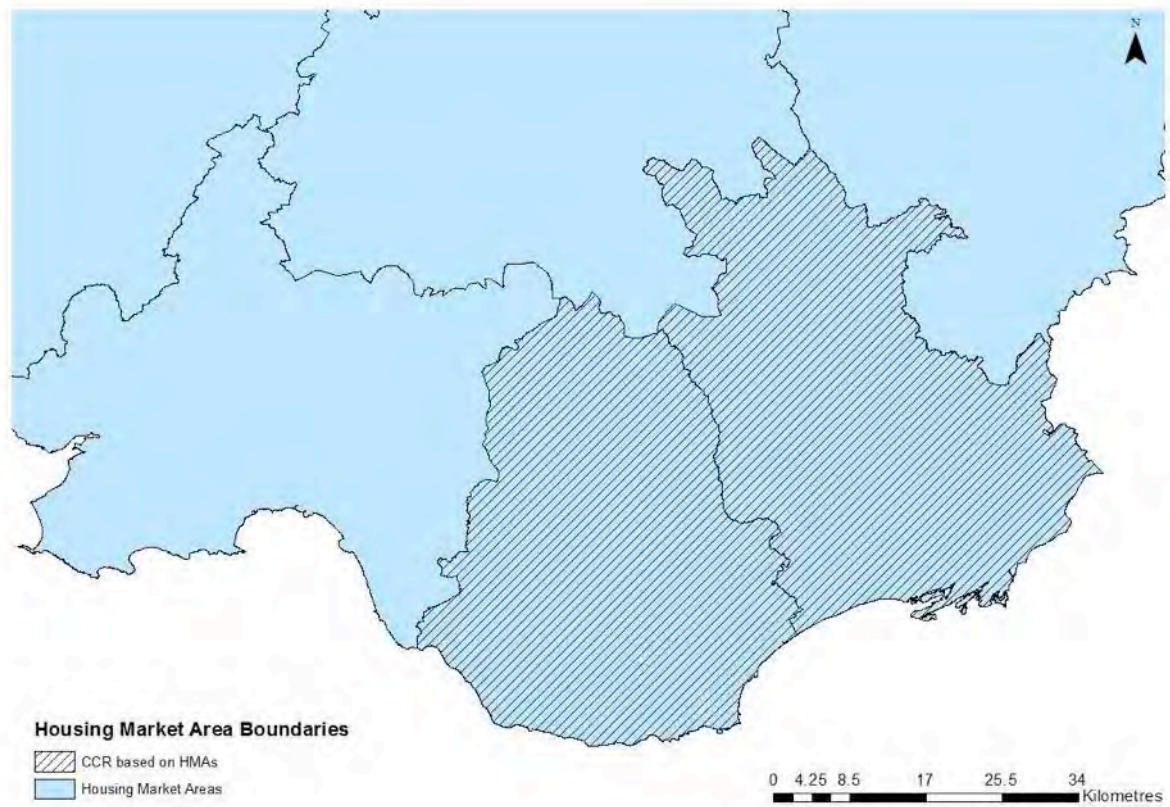 N
Housing Market Area Boundaries
CCR based on HMAs
Housing Market Areas
0 4.25 8.5 17 25.5 34
Kilometres